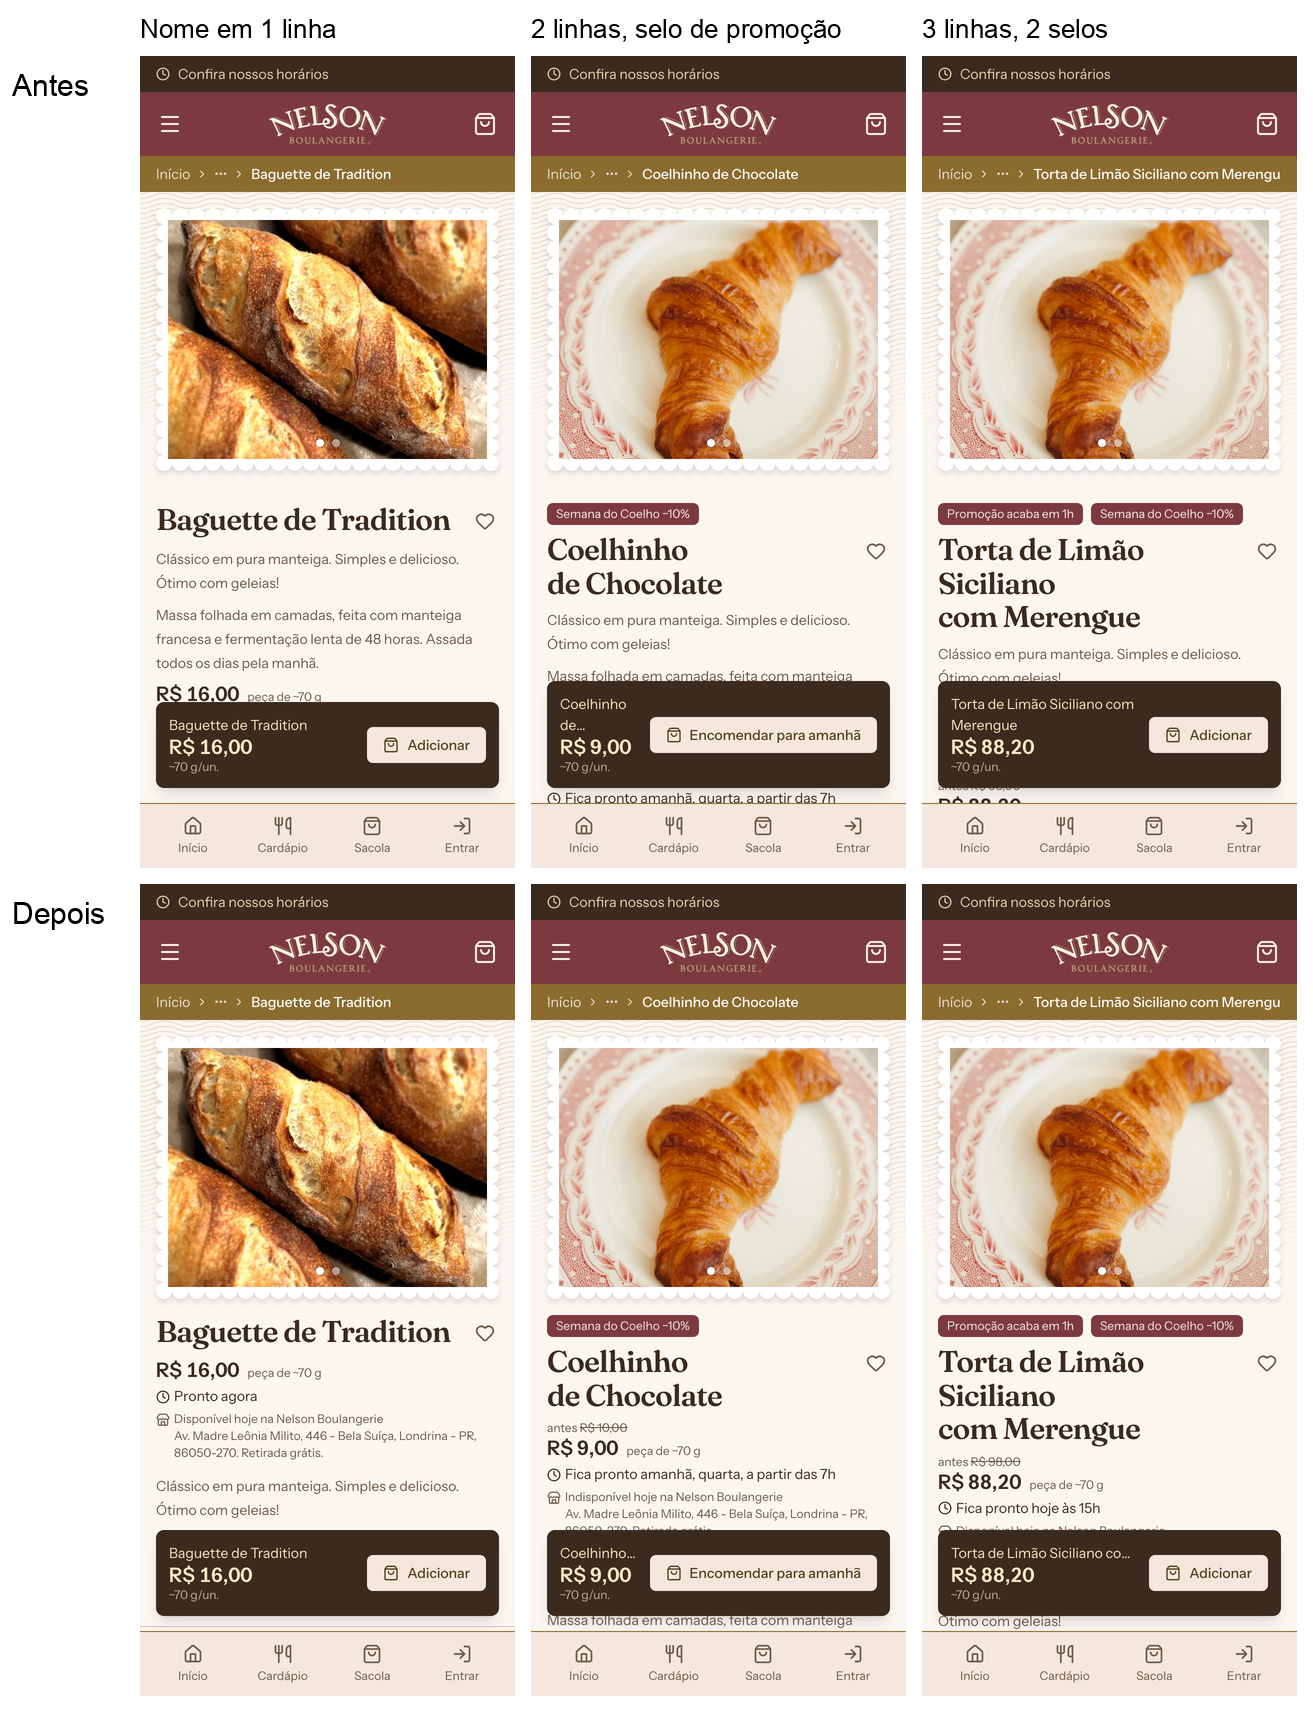 Nome em 1 linha
2 linhas, selo de promoção
3 linhas, 2 selos
Antes
Confira nossos horários
NELSON
BOULANGERIE
Início > ··· > Baguette de Tradition
Baguette de Tradition
Clássico em pura manteiga. Simples e delicioso.
Ótimo com geleias!
Massa folhada em camadas, feita com manteiga
francesa e fermentação lenta de 48 horas. Assada
todos os dias pela manhã.
R$ 16,00 peça de ~70 g
Baguette de Tradition
R$ 16,00
~70 g/un.
Adicionar
Início
Cardápio
Sacola
Entrar
Confira nossos horários
NELSON
BOULANGERIE
Início > ··· > Coelhinho de Chocolate
Semana do Coelho −10%
Coelhinho
de Chocolate
Clássico em pura manteiga. Simples e delicioso.
Ótimo com geleias!
Massa folhada em camadas, feita com manteiga
Coelhinho
de...
R$ 9,00
~70 g/un.
Encomendar para amanhã
Fica pronto amanhã, quarta, a partir das 7h
Início
Cardápio
Sacola
Entrar
Confira nossos horários
NELSON
BOULANGERIE
Início > ··· > Torta de Limão Siciliano com Merengu
Promoção acaba em 1h
Semana do Coelho −10%
Torta de Limão
Siciliano
com Merengue
Clássico em pura manteiga. Simples e delicioso.
Ótimo com geleias!
Torta de Limão Siciliano com
Merengue
R$ 88,20
~70 g/un.
Adicionar
R$ 88,20
Início
Cardápio
Sacola
Entrar
Depois
Confira nossos horários
NELSON
BOULANGERIE
Início > ··· > Baguette de Tradition
Baguette de Tradition
R$ 16,00 peça de ~70 g
Pronto agora
Disponível hoje na Nelson Boulangerie
Av. Madre Leônia Milito, 446 - Bela Suíça, Londrina - PR,
86050-270. Retirada grátis.
Clássico em pura manteiga. Simples e delicioso.
Ótimo com geleias!
Baguette de Tradition
R$ 16,00
~70 g/un.
Adicionar
Início
Cardápio
Sacola
Entrar
Confira nossos horários
NELSON
BOULANGERIE
Início > ··· > Coelhinho de Chocolate
Semana do Coelho −10%
Coelhinho
de Chocolate
antes R$ 10,00
R$ 9,00 peça de ~70 g
Fica pronto amanhã, quarta, a partir das 7h
Indisponível hoje na Nelson Boulangerie
Av. Madre Leônia Milito, 446 - Bela Suíça, Londrina - PR,
86050-270. Retirada grátis.
Coelhinho...
R$ 9,00
~70 g/un.
Encomendar para amanhã
Massa folhada em camadas, feita com manteiga
Início
Cardápio
Sacola
Entrar
Confira nossos horários
NELSON
BOULANGERIE
Início > ··· > Torta de Limão Siciliano com Merengu
Promoção acaba em 1h
Semana do Coelho −10%
Torta de Limão
Siciliano
com Merengue
antes R$ 98,00
R$ 88,20 peça de ~70 g
Fica pronto hoje às 15h
Disponível hoje na Nelson Boulangerie
Torta de Limão Siciliano co...
R$ 88,20
~70 g/un.
Adicionar
Ótimo com geleias!
Início
Cardápio
Sacola
Entrar